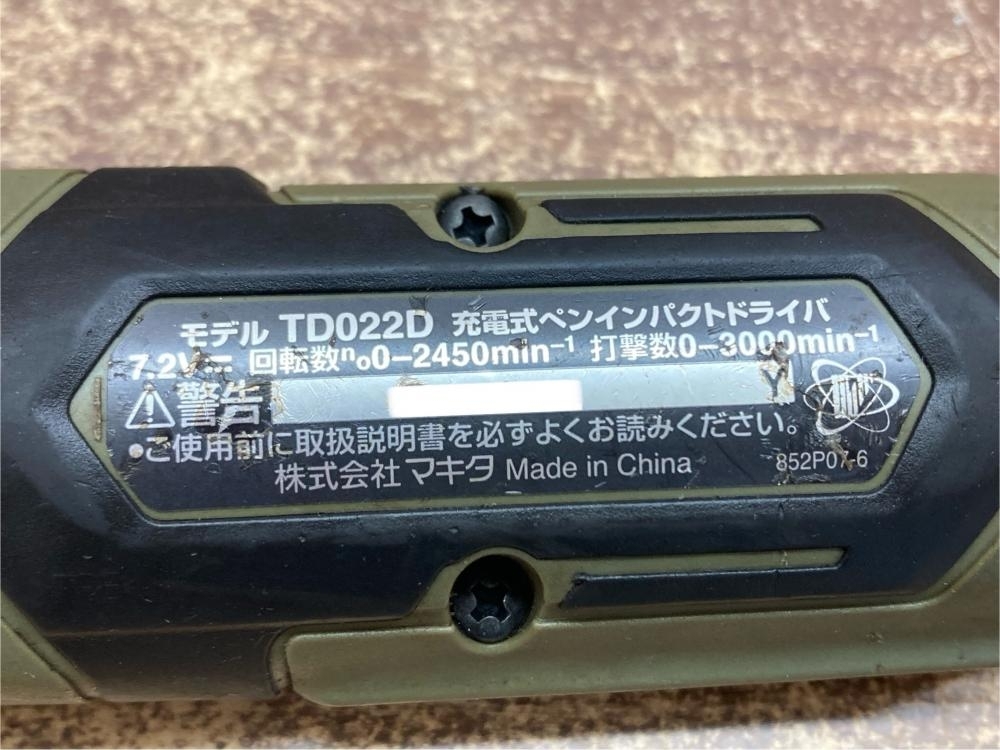 モデル TD022D 充電式ペンインパクトドライバ
7.2V⎓ 回転数n₀0-2450min⁻¹ 打撃数0-3000min⁻¹
警告 Y
•ご使用前に取扱説明書を必ずよくお読みください。
株式会社マキタ Made in China 852P07-6